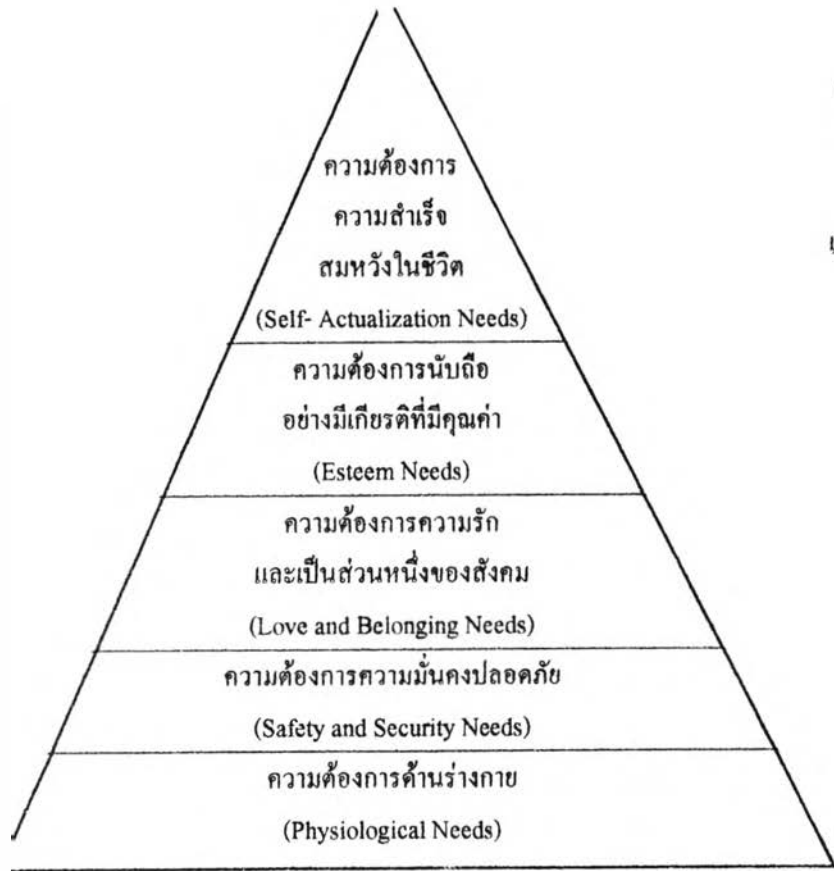 ความต้องการ
ความสำเร็จ
สมหวังในชีวิต
(Self- Actualization Needs)
ความต้องการนับถือ
อย่างมีเกียรติที่มีคุณค่า
(Esteem Needs)
ความต้องการความรัก
และเป็นส่วนหนึ่งของสังคม
(Love and Belonging Needs)
ความต้องการความมั่นคงปลอดภัย
(Safety and Security Needs)
ความต้องการด้านร่างกาย
(Physiological Needs)